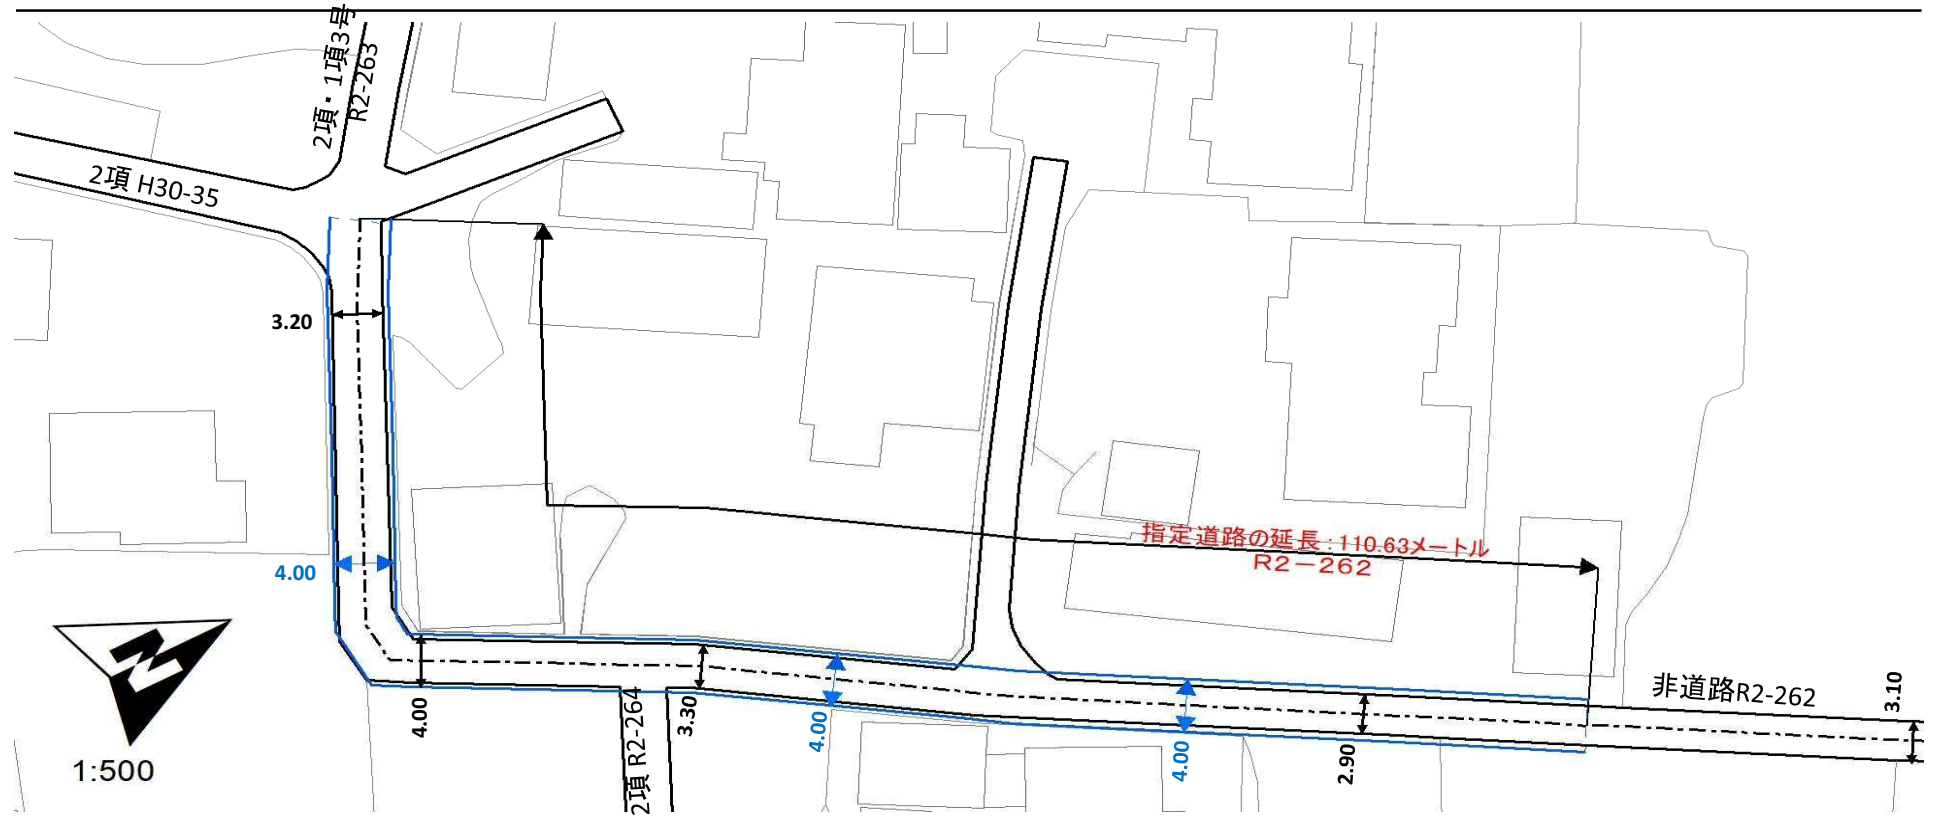 2項・1項3号
R2-263
2項 H30-35
3.20
指定道路の延長：110.63メートル
R2－262
4.00
非道路R2-262
3.10
4.00
2項 R2-264
3.30
4.00
4.00
2.90
N
1:500